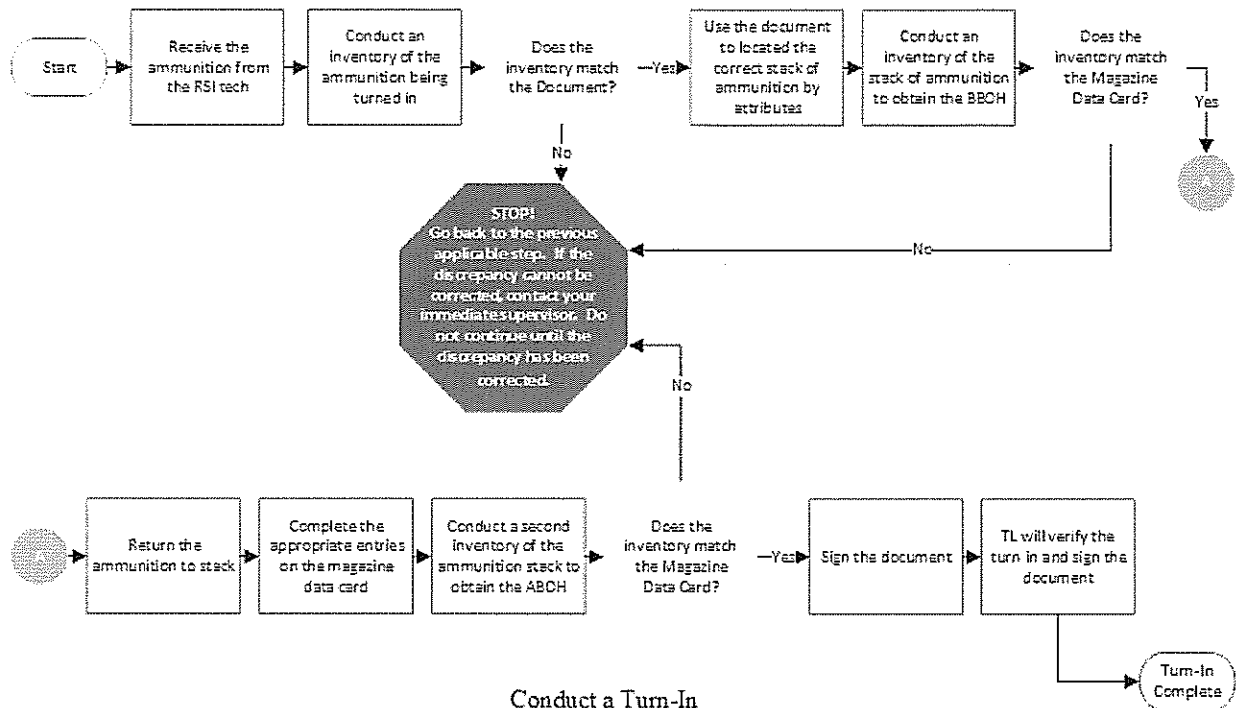 Start
Receive the
ammunition from
the RSI tech
Conduct an
inventory of the
ammunition being
turned in
Does the
inventory match
the Document?
Yes
Use the document
to located the
correct stack of
ammunition by
attributes
Conduct an
inventory of the
stack of ammunition
to obtain the BBOH
Does the
inventory match
the Magazine
Data Card?
Yes
No
STOP!
Go back to the previous
applicable step. If the
discrepancy cannot be
corrected, contact your
immediate supervisor. Do
not continue until the
discrepancy has been
corrected.
No
No
Return the
ammunition to stack
Complete the
appropriate entries
on the magazine
data card
Conduct a second
inventory of the
ammunition stack to
obtain the ABOH
Does the
inventory match
the Magazine
Data Card?
Yes
Sign the document
TL will verify the
turn in and sign the
document
Turn-In
Complete
Conduct a Turn-In